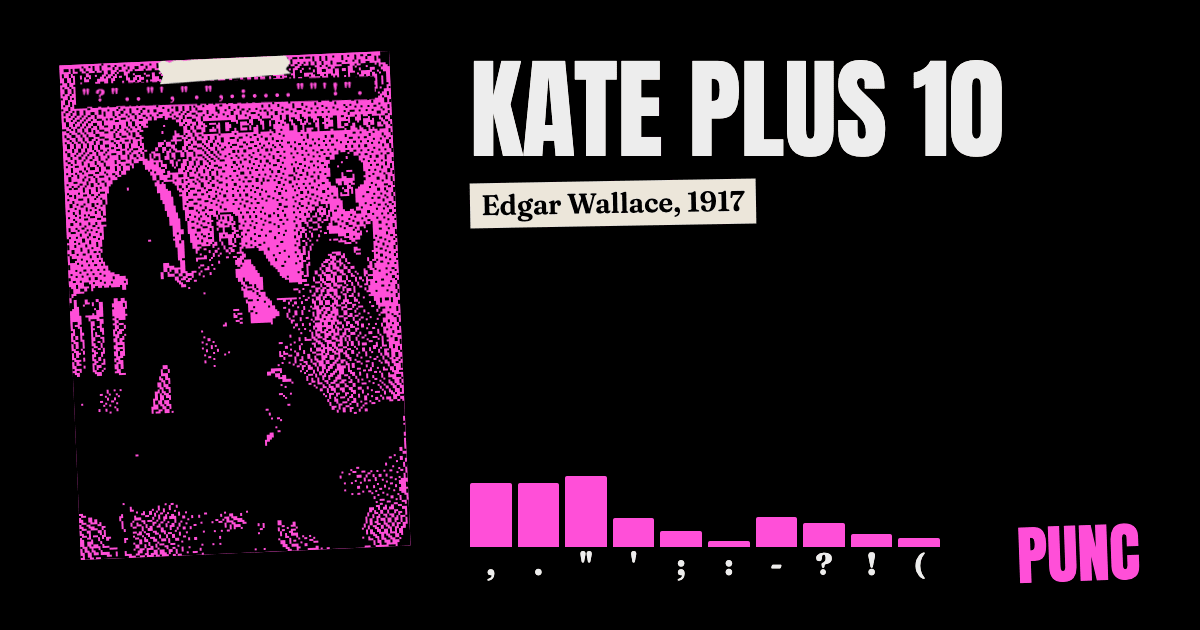 "?"..."',".",.:....""'!".
EDGAR WALLACE
KATE PLUS 10
Edgar Wallace, 1917
, . " ' ; : - ? ! (
PUNC